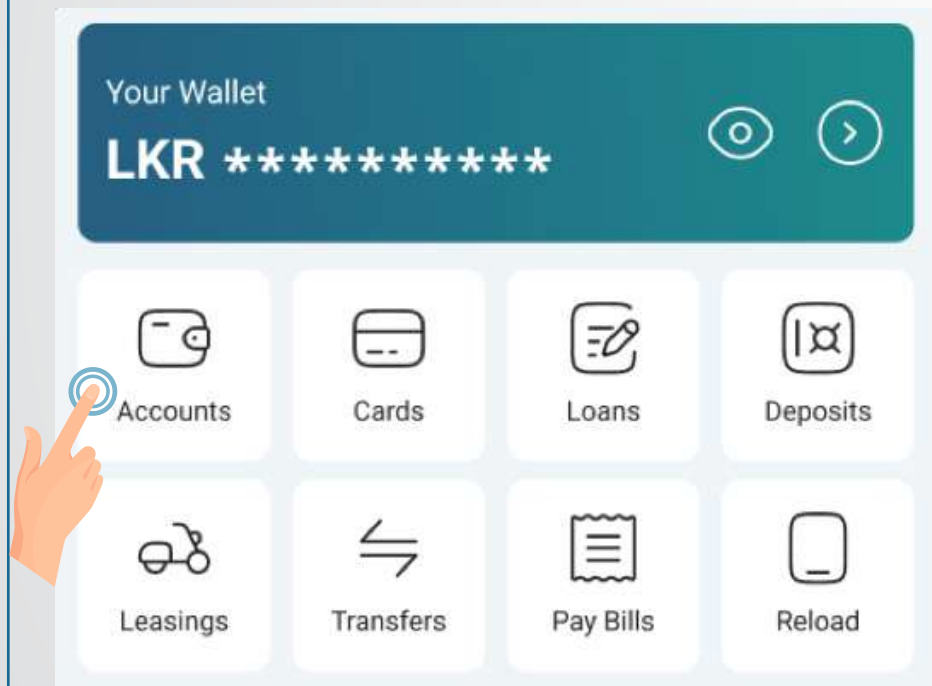 Your Wallet
LKR **********
Accounts Cards Loans Deposits
Leasings Transfers Pay Bills Reload